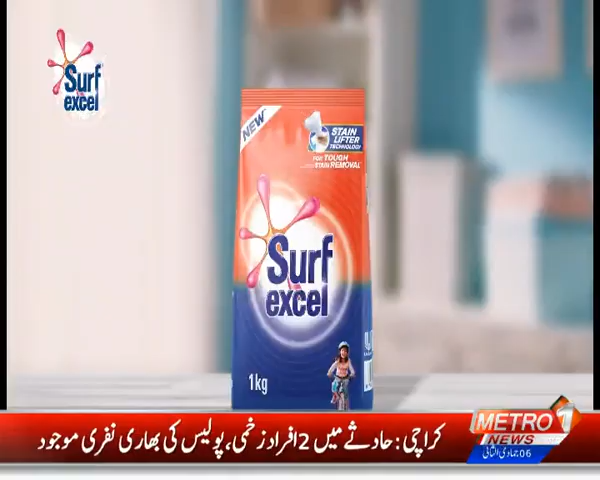 Surf
excel
NEW
STAIN
LIFTER
TECHNOLOGY
FOR TOUGH
STAIN REMOVAL
Surf
excel
1kg
کراچی : حادثے میں 2 افراد زخمی، پولیس کی بھاری نفری موجود
METRO 1
NEWS
06 جمادی الثانی